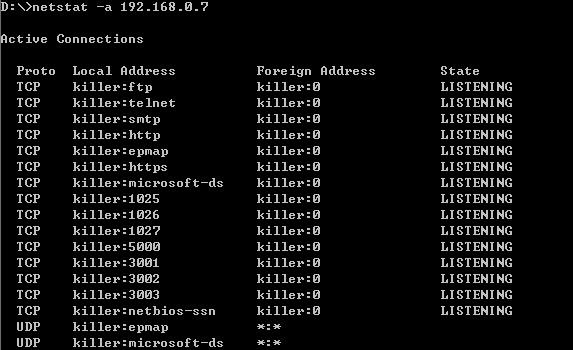 D:\>netstat -a 192.168.0.7
Active Connections
Proto  Local Address          Foreign Address        State
TCP    killer:ftp             killer:0               LISTENING
TCP    killer:telnet          killer:0               LISTENING
TCP    killer:smtp            killer:0               LISTENING
TCP    killer:http            killer:0               LISTENING
TCP    killer:epmap           killer:0               LISTENING
TCP    killer:https           killer:0               LISTENING
TCP    killer:microsoft-ds    killer:0               LISTENING
TCP    killer:1025            killer:0               LISTENING
TCP    killer:1026            killer:0               LISTENING
TCP    killer:1027            killer:0               LISTENING
TCP    killer:5000            killer:0               LISTENING
TCP    killer:3001            killer:0               LISTENING
TCP    killer:3002            killer:0               LISTENING
TCP    killer:3003            killer:0               LISTENING
TCP    killer:netbios-ssn     killer:0               LISTENING
UDP    killer:epmap           *:*
UDP    killer:microsoft-ds    *:*